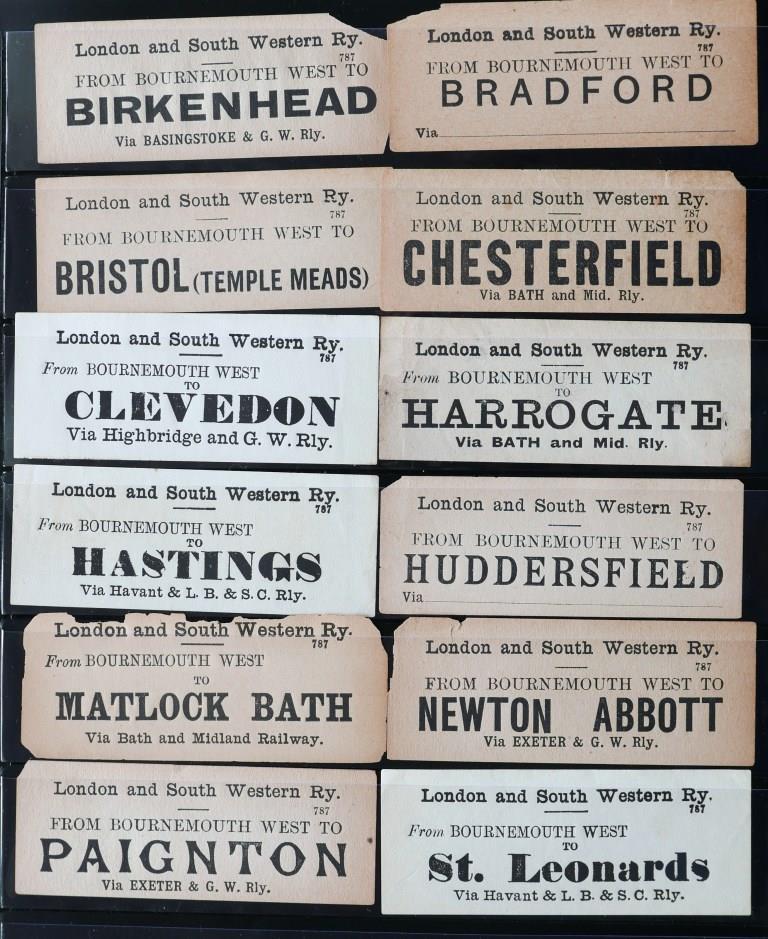 London and South Western Ry.
787
FROM BOURNEMOUTH WEST TO
BIRKENHEAD
Via BASINGSTOKE & G. W. Rly.
London and South Western Ry.
787
FROM BOURNEMOUTH WEST TO
BRADFORD
Via
London and South Western Ry.
787
FROM BOURNEMOUTH WEST TO
BRISTOL (TEMPLE MEADS)
London and South Western Ry.
787
FROM BOURNEMOUTH WEST TO
CHESTERFIELD
Via BATH and Mid. Rly.
London and South Western Ry.
787
From BOURNEMOUTH WEST
TO
CLEVEDON
Via Highbridge and G. W. Rly.
London and South Western Ry.
787
From BOURNEMOUTH WEST
TO
HARROGATE
Via BATH and Mid. Rly.
London and South Western Ry.
787
From BOURNEMOUTH WEST
TO
HASTINGS
Via Havant & L. B. & S. C. Rly.
London and South Western Ry.
787
FROM BOURNEMOUTH WEST TO
HUDDERSFIELD
Via
London and South Western Ry.
787
From BOURNEMOUTH WEST
TO
MATLOCK BATH
Via Bath and Midland Railway.
London and South Western Ry.
787
FROM BOURNEMOUTH WEST TO
NEWTON ABBOTT
Via EXETER & G. W. Rly.
London and South Western Ry.
787
FROM BOURNEMOUTH WEST TO
PAIGNTON
Via EXETER & G. W. Rly.
London and South Western Ry.
787
From BOURNEMOUTH WEST
TO
St. Leonards
Via Havant & L. B. & S. C. Rly.